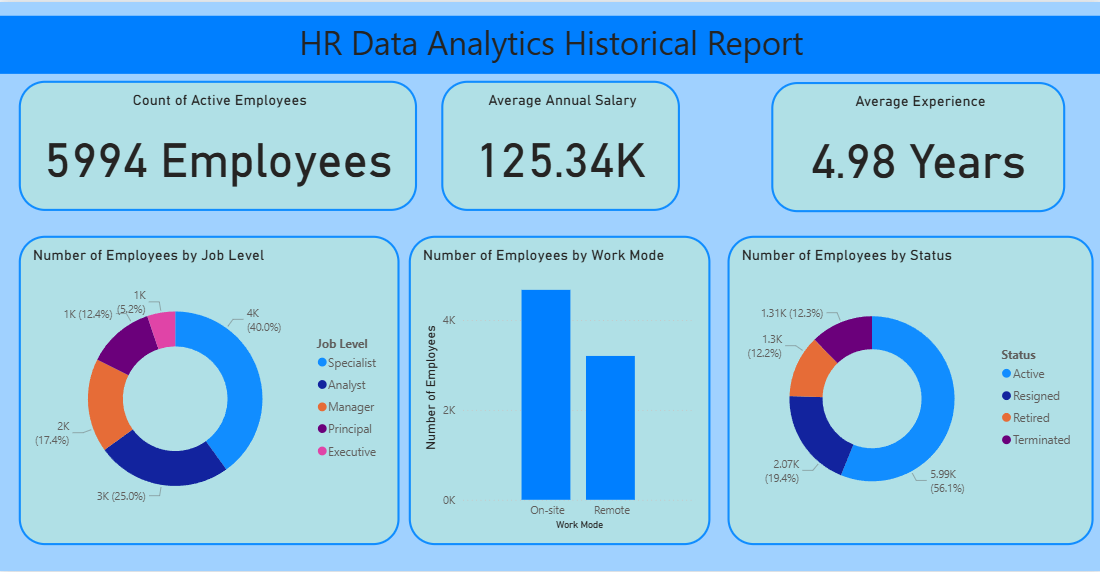 HR Data Analytics Historical Report
Count of Active Employees
5994 Employees
Average Annual Salary
125.34K
Average Experience
4.98 Years
Number of Employees by Job Level
1K
(5.2%)
1K (12.4%)
4K
(40.0%)
2K
(17.4%)
3K (25.0%)
Job Level
Specialist
Analyst
Manager
Principal
Executive
Number of Employees by Work Mode
Number of Employees
4K
2K
0K
On-site
Remote
Work Mode
Number of Employees by Status
1.31K (12.3%)
1.3K
(12.2%)
2.07K
(19.4%)
5.99K
(56.1%)
Status
Active
Resigned
Retired
Terminated